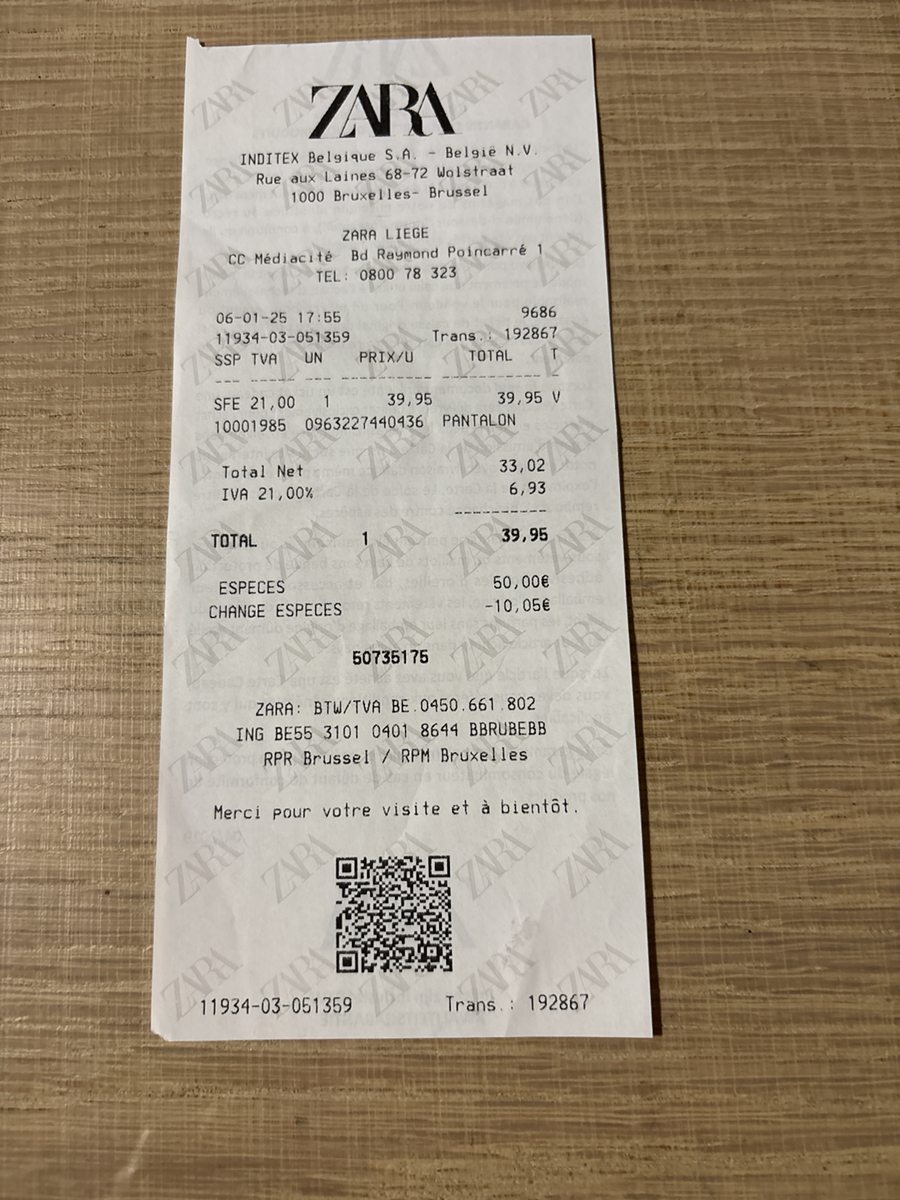 ZARA
INDITEX Belgique S.A. - België N.V.
Rue aux Laines 68-72 Wolstraat
1000 Bruxelles- Brussel
ZARA LIEGE
CC Médiacité Bd Raymond Poincarré 1
TEL: 0800 78 323
06-01-25 17:55 9686
11934-03-051359 Trans.: 192867
SSP TVA UN PRIX/U TOTAL T
--- ----- --- ---------- ---------- -
SFE 21,00 1 39,95 39,95 V
10001985 0963227440436 PANTALON
Total Net 33,02
IVA 21,00% 6,93
----------
TOTAL 1 39,95
ESPECES 50,00€
CHANGE ESPECES -10,05€
50735175
ZARA: BTW/TVA BE.0450.661.802
ING BE55 3101 0401 8644 BBRUBEBB
RPR Brussel / RPM Bruxelles
Merci pour votre visite et à bientôt.
11934-03-051359 Trans.: 192867